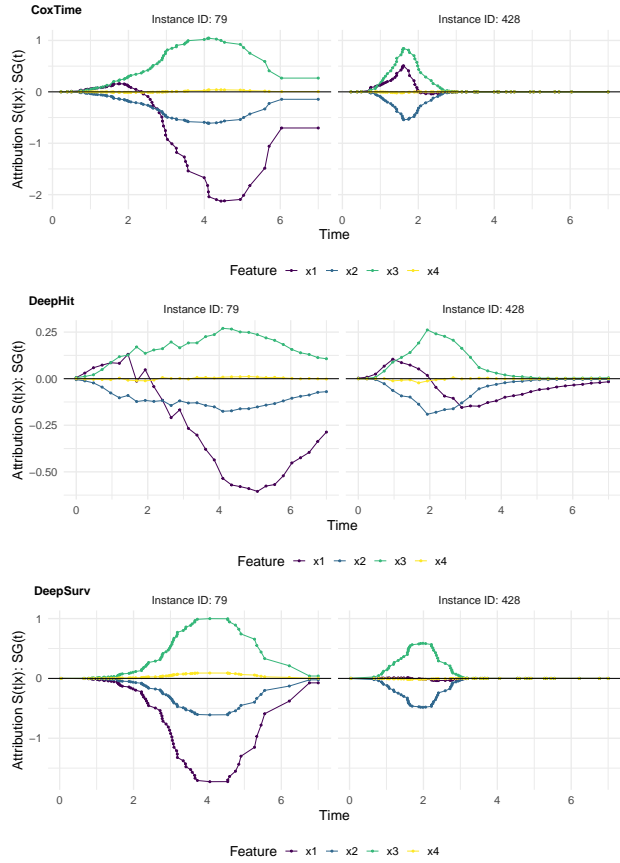 CoxTime
Instance ID: 79
Instance ID: 428
Attribution S(t|x): SG(t)
1
0
−1
−2
0 2 4 6
0 2 4 6
Time
Feature x1 x2 x3 x4
DeepHit
Instance ID: 79
Instance ID: 428
Attribution S(t|x): SG(t)
0.25
0.00
−0.25
−0.50
0 2 4 6
0 2 4 6
Time
Feature x1 x2 x3 x4
DeepSurv
Instance ID: 79
Instance ID: 428
Attribution S(t|x): SG(t)
1
0
−1
0 2 4 6
0 2 4 6
Time
Feature x1 x2 x3 x4